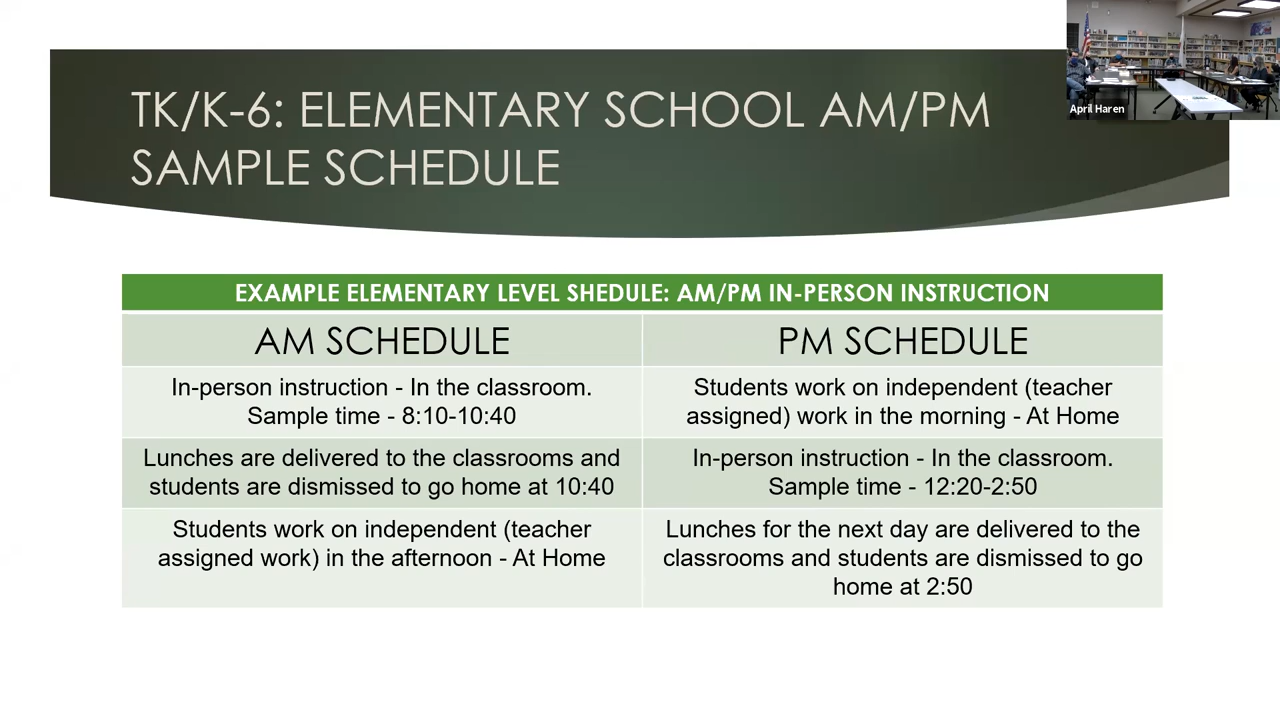 TK/K-6: ELEMENTARY SCHOOL AM/PM
SAMPLE SCHEDULE
April Haren
EXAMPLE ELEMENTARY LEVEL SHEDULE: AM/PM IN-PERSON INSTRUCTION
AM SCHEDULE
PM SCHEDULE
In-person instruction - In the classroom.
Sample time - 8:10-10:40
Students work on independent (teacher
assigned) work in the morning - At Home
Lunches are delivered to the classrooms and
students are dismissed to go home at 10:40
In-person instruction - In the classroom.
Sample time - 12:20-2:50
Students work on independent (teacher
assigned work) in the afternoon - At Home
Lunches for the next day are delivered to the
classrooms and students are dismissed to go
home at 2:50